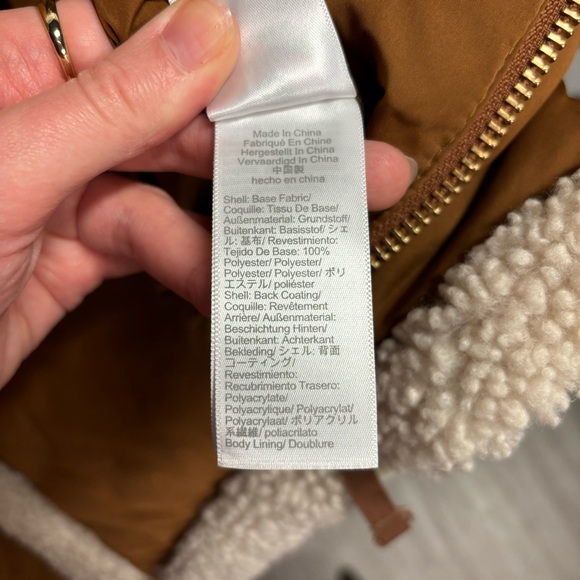 Made In China
Fabriqué En Chine
Hergestellt In China
Vervaardigd In China
中国製
hecho en china
Shell: Base Fabric/
Coquille: Tissu De Base/
Außenmaterial: Grundstoff/
Buitenkant: Basisstof/ シェ
ル: 基布/ Revestimiento:
Tejido De Base: 100%
Polyester/ Polyester/
Polyester/ Polyester/ ポリ
エステル/ poliéster
Shell: Back Coating/
Coquille: Revêtement
Arrière/ Außenmaterial:
Beschichtung Hinten/
Buitenkant: Achterkant
Bekleding/ シェル: 背面
コーティング/
Revestimiento:
Recubrimiento Trasero:
Polyacrylate/
Polyacrylique/ Polyacrylat/
Polyacrylaat/ ポリアクリル
系繊維/ poliacrilato
Body Lining/ Doublure